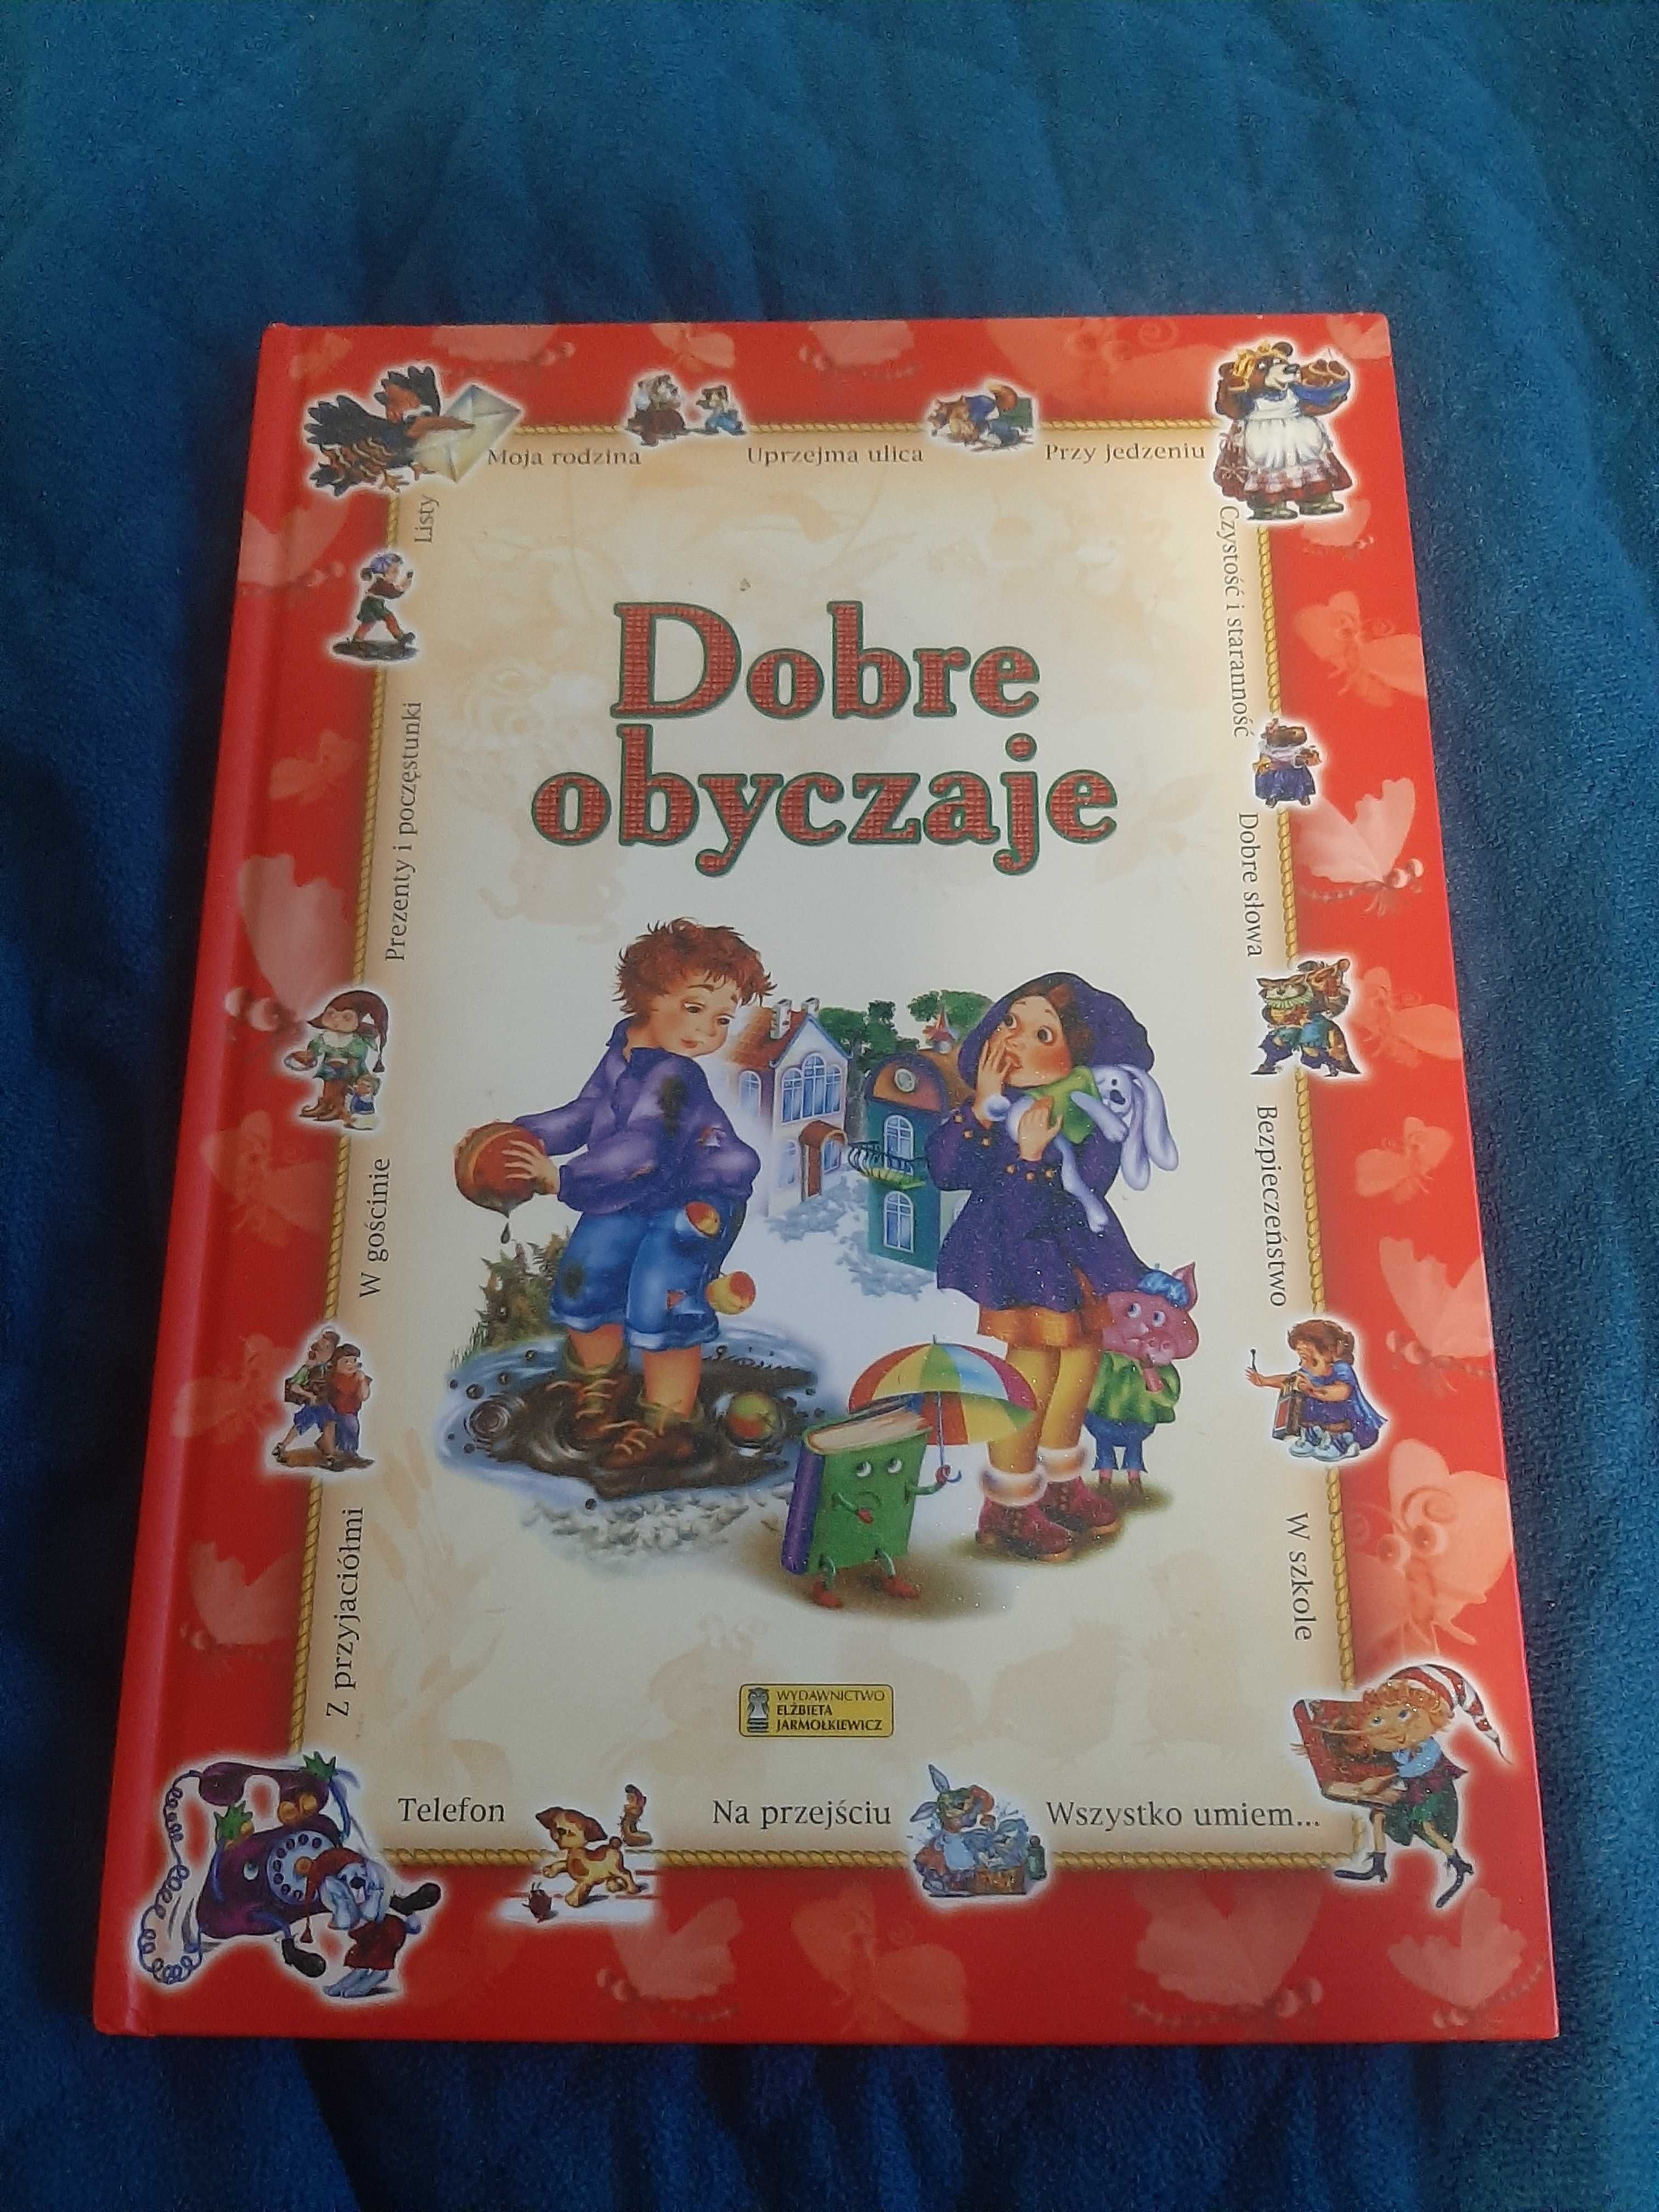 Moja rodzina
Uprzejma ulica
Przy jedzeniu
Listy
Czystość i staranność
Prezenty i poczęstunki
Dobre słowa
W gościnie
Bezpieczeństwo
Z przyjaciółmi
W szkole
Dobre
obyczaje
WYDAWNICTWO
ELŻBIETA
JARMOŁKIEWICZ
Telefon
Na przejściu
Wszystko umiem...